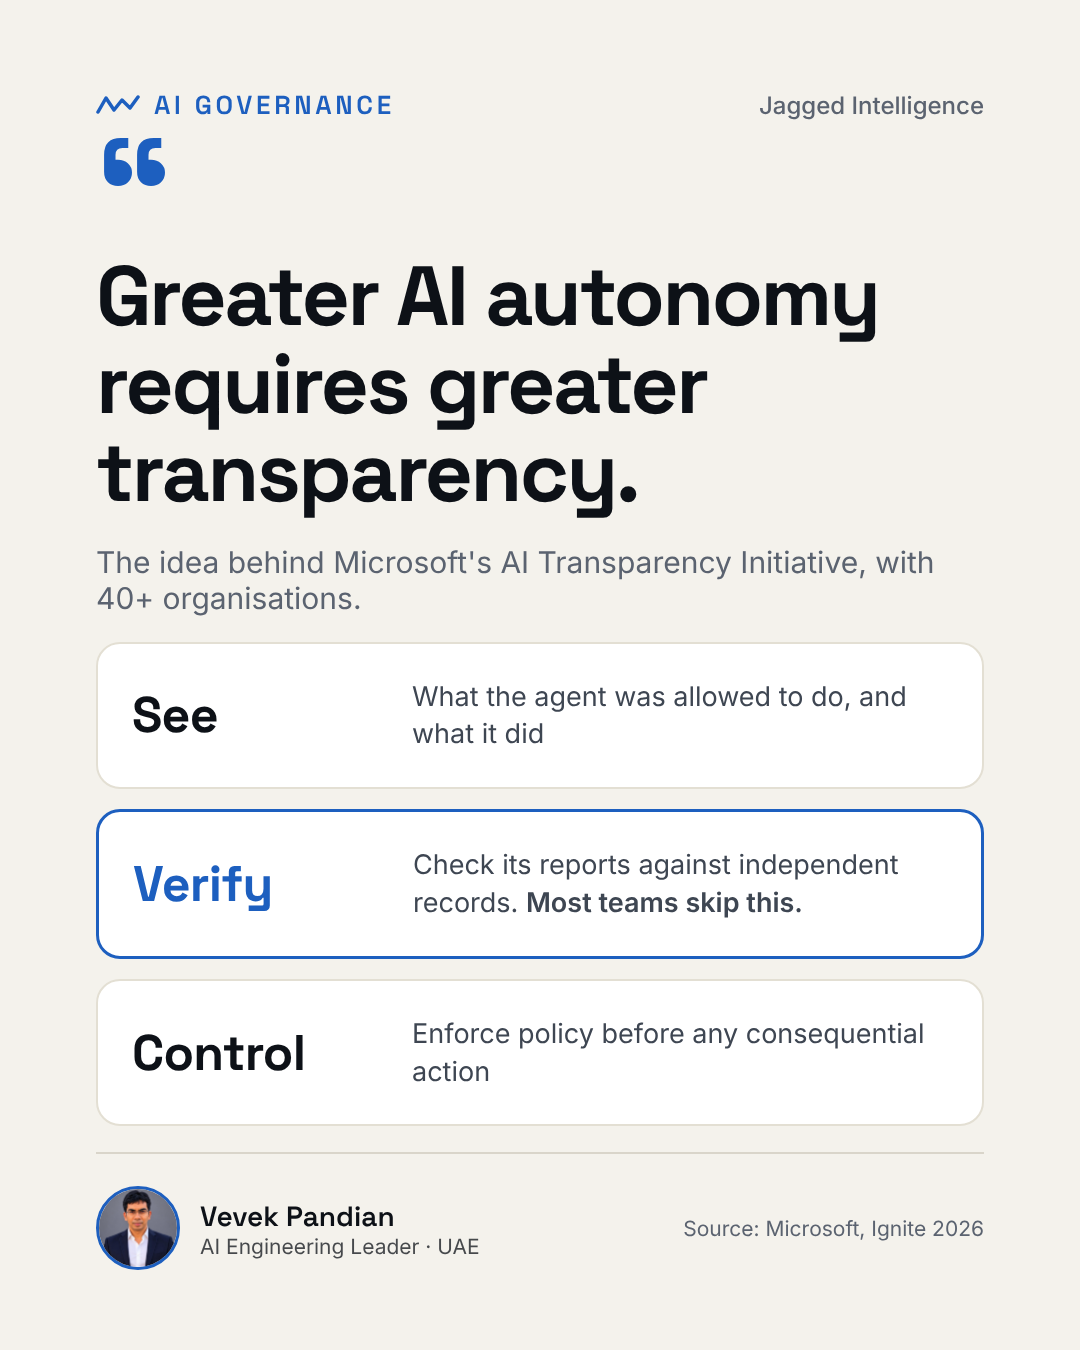 AI GOVERNANCE
Jagged Intelligence
“
Greater AI autonomy
requires greater
transparency.
The idea behind Microsoft's AI Transparency Initiative, with
40+ organisations.
See
What the agent was allowed to do, and
what it did
Verify
Check its reports against independent
records. Most teams skip this.
Control
Enforce policy before any consequential
action
Vevek Pandian
AI Engineering Leader · UAE
Source: Microsoft, Ignite 2026